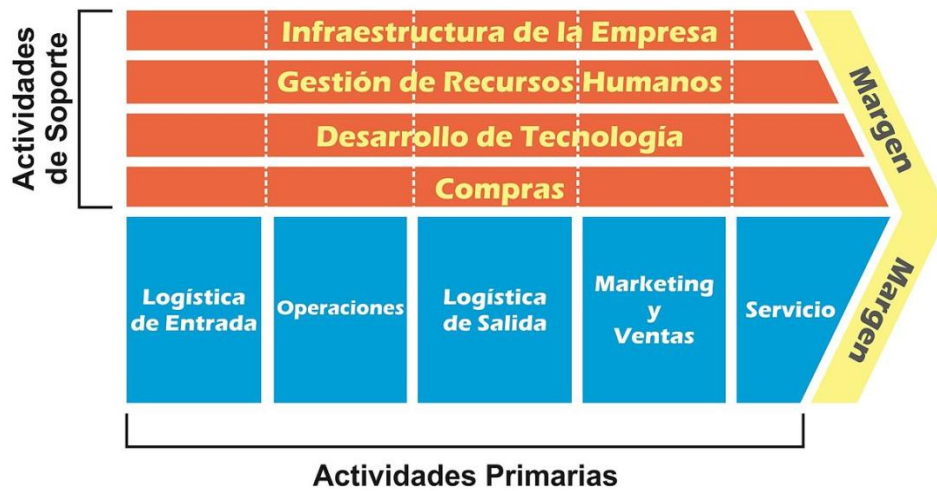 Actividades
de Soporte
Infraestructura de la Empresa
Gestión de Recursos Humanos
Desarrollo de Tecnología
Compras
Margen
Logística
de Entrada
Operaciones
Logística
de Salida
Marketing
y
Ventas
Servicio
Margen
Actividades Primarias